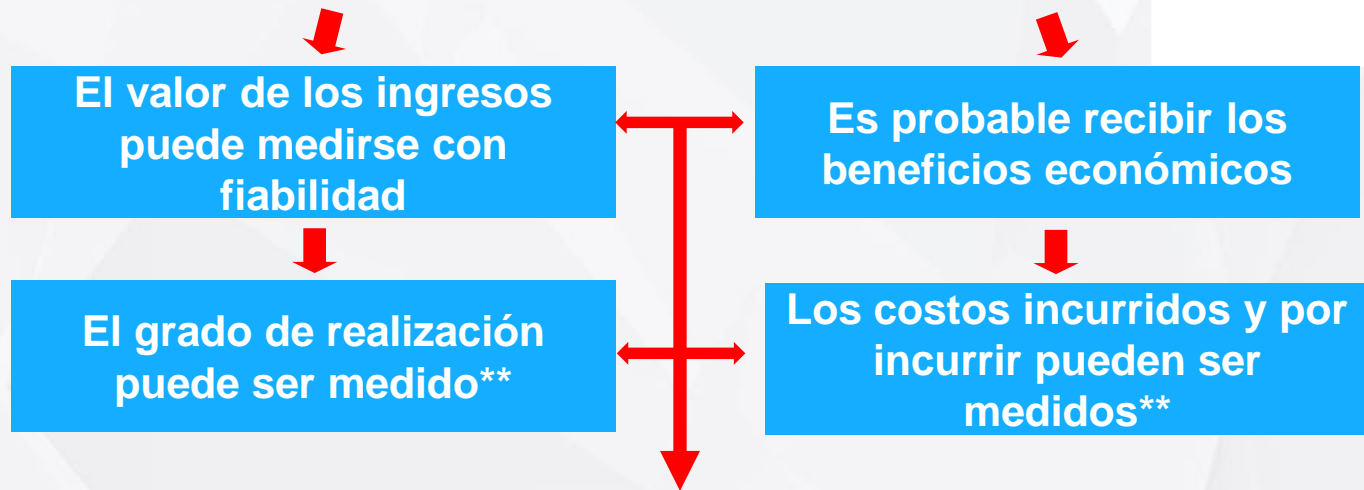 El valor de los ingresos
puede medirse con
fiabilidad
Es probable recibir los
beneficios económicos
El grado de realización
puede ser medido**
Los costos incurridos y por
incurrir pueden ser
medidos**